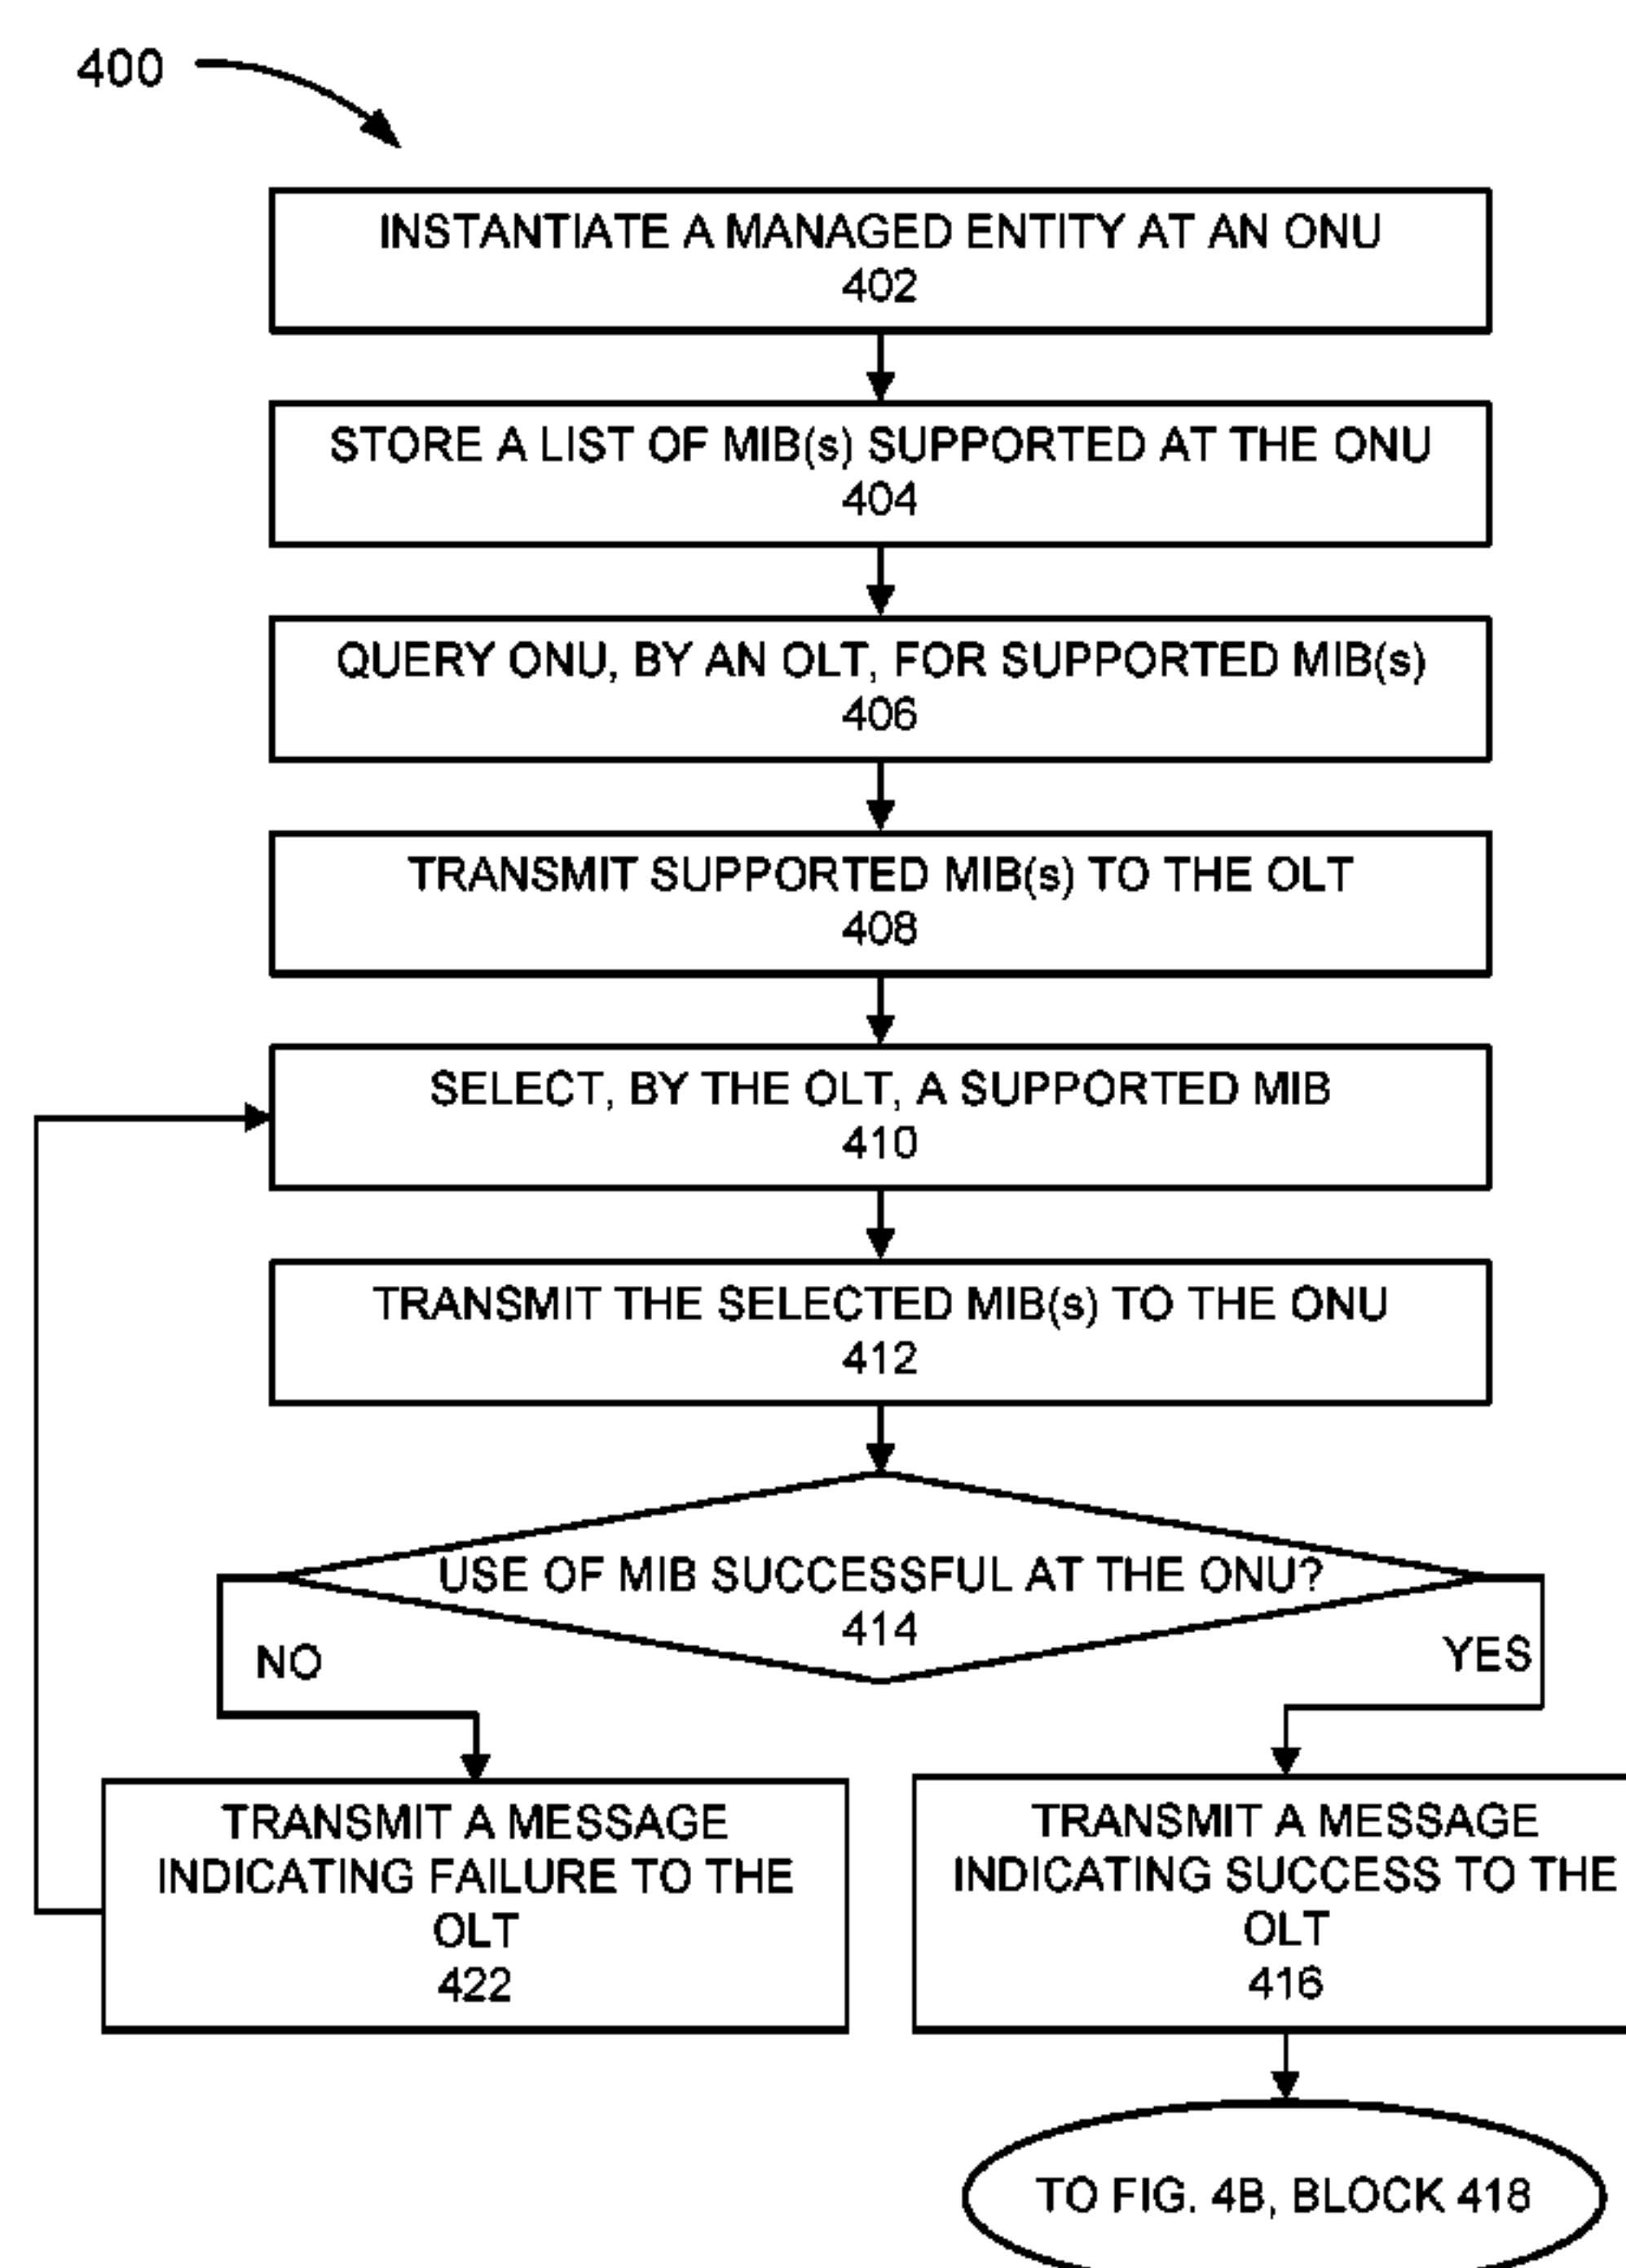 400
INSTANTIATE A MANAGED ENTITY AT AN ONU
402
STORE A LIST OF MIB(s) SUPPORTED AT THE ONU
404
QUERY ONU, BY AN OLT, FOR SUPPORTED MIB(s)
406
TRANSMIT SUPPORTED MIB(s) TO THE OLT
408
SELECT, BY THE OLT, A SUPPORTED MIB
410
TRANSMIT THE SELECTED MIB(s) TO THE ONU
412
USE OF MIB SUCCESSFUL AT THE ONU?
414
NO
YES
TRANSMIT A MESSAGE
INDICATING FAILURE TO THE
OLT
422
TRANSMIT A MESSAGE
INDICATING SUCCESS TO THE
OLT
416
TO FIG. 4B, BLOCK 418